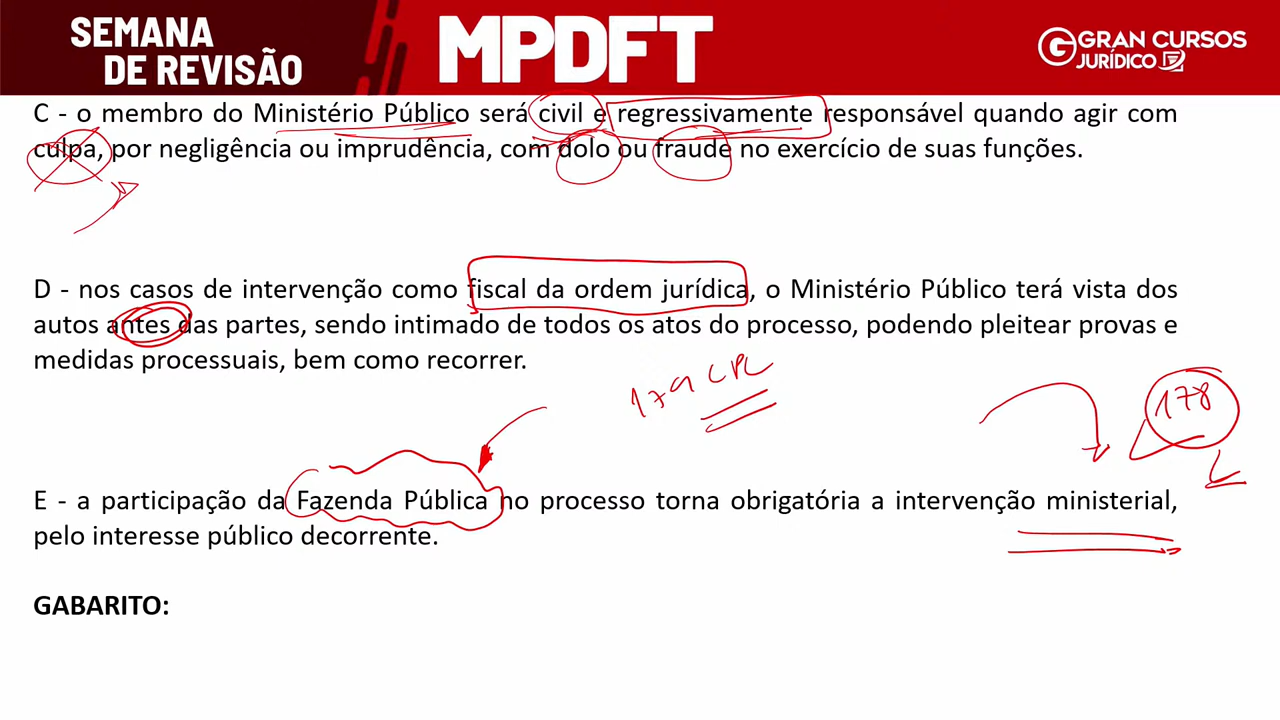 SEMANA
DE REVISÃO
MPDFT
GRAN CURSOS
JURÍDICO
C - o membro do Ministério Público será civil e regressivamente responsável quando agir com
culpa, por negligência ou imprudência, com dolo ou fraude no exercício de suas funções.
D - nos casos de intervenção como fiscal da ordem jurídica, o Ministério Público terá vista dos
autos antes das partes, sendo intimado de todos os atos do processo, podendo pleitear provas e
medidas processuais, bem como recorrer.
179 CPC
178
E - a participação da Fazenda Pública no processo torna obrigatória a intervenção ministerial,
pelo interesse público decorrente.
GABARITO: